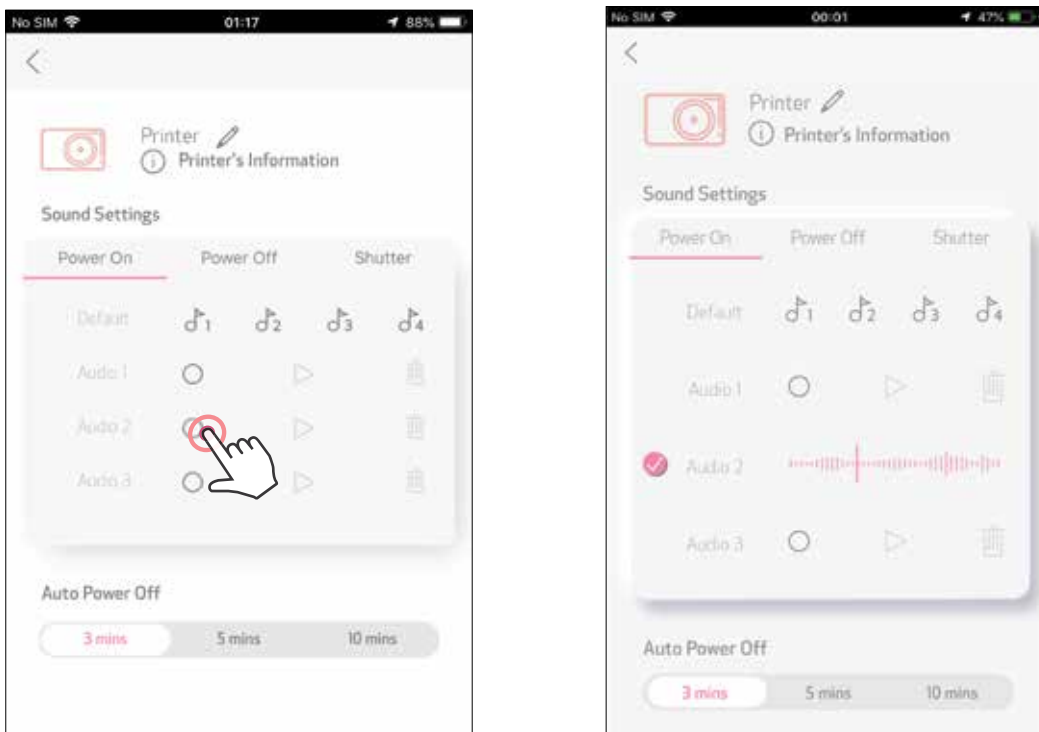 No SIM 01:17 88%
Printer
Printer's Information
Sound Settings
Power On Power Off Shutter
Default 1 2 3 4
Audio 1
Audio 2
Audio 3
Auto Power Off
3 mins 5 mins 10 mins
No SIM 00:01 47%
Printer
Printer's Information
Sound Settings
Power On Power Off Shutter
Default 1 2 3 4
Audio 1
Audio 2
Audio 3
Auto Power Off
3 mins 5 mins 10 mins